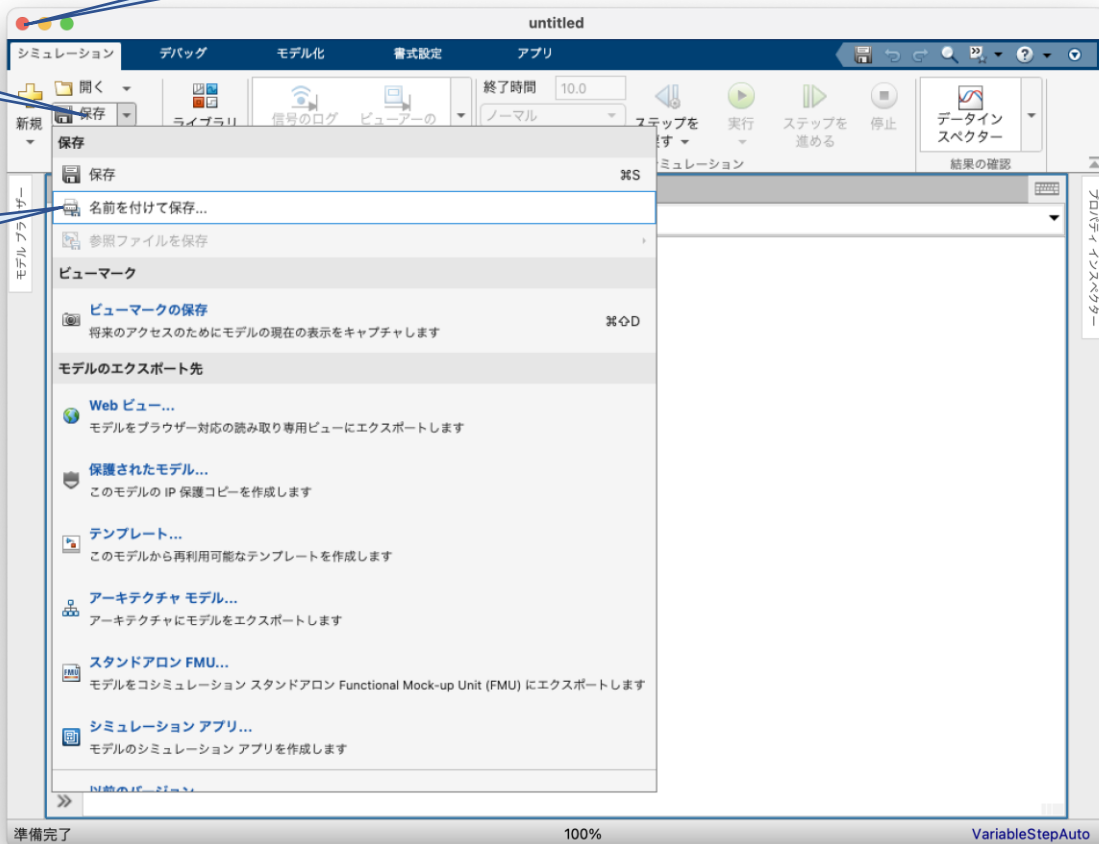 untitled
シミュレーション デバッグ モデル化 書式設定 アプリ
新規
開く
保存
ライブラリ
信号のログ
ビューアーの
終了時間 10.0
ノーマル
ステップを
戻す
実行
ステップを
進める
停止
シミュレーション
データ イン
スペクター
結果の確認
モデル ブラウザー
プロパティ インスペクター
保存
保存 ⌘S
名前を付けて保存...
参照ファイルを保存
ビューマーク
ビューマークの保存
将来のアクセスのためにモデルの現在の表示をキャプチャします ⌘⇧D
モデルのエクスポート先
Web ビュー...
モデルをブラウザー対応の読み取り専用ビューにエクスポートします
保護されたモデル...
このモデルの IP 保護コピーを作成します
テンプレート...
このモデルから再利用可能なテンプレートを作成します
アーキテクチャ モデル...
アーキテクチャにモデルをエクスポートします
スタンドアロン FMU...
モデルをコシミュレーション スタンドアロン Functional Mock-up Unit (FMU) にエクスポートします
シミュレーション アプリ...
モデルのシミュレーション アプリを作成します
以前のバージョン
準備完了 100% VariableStepAuto